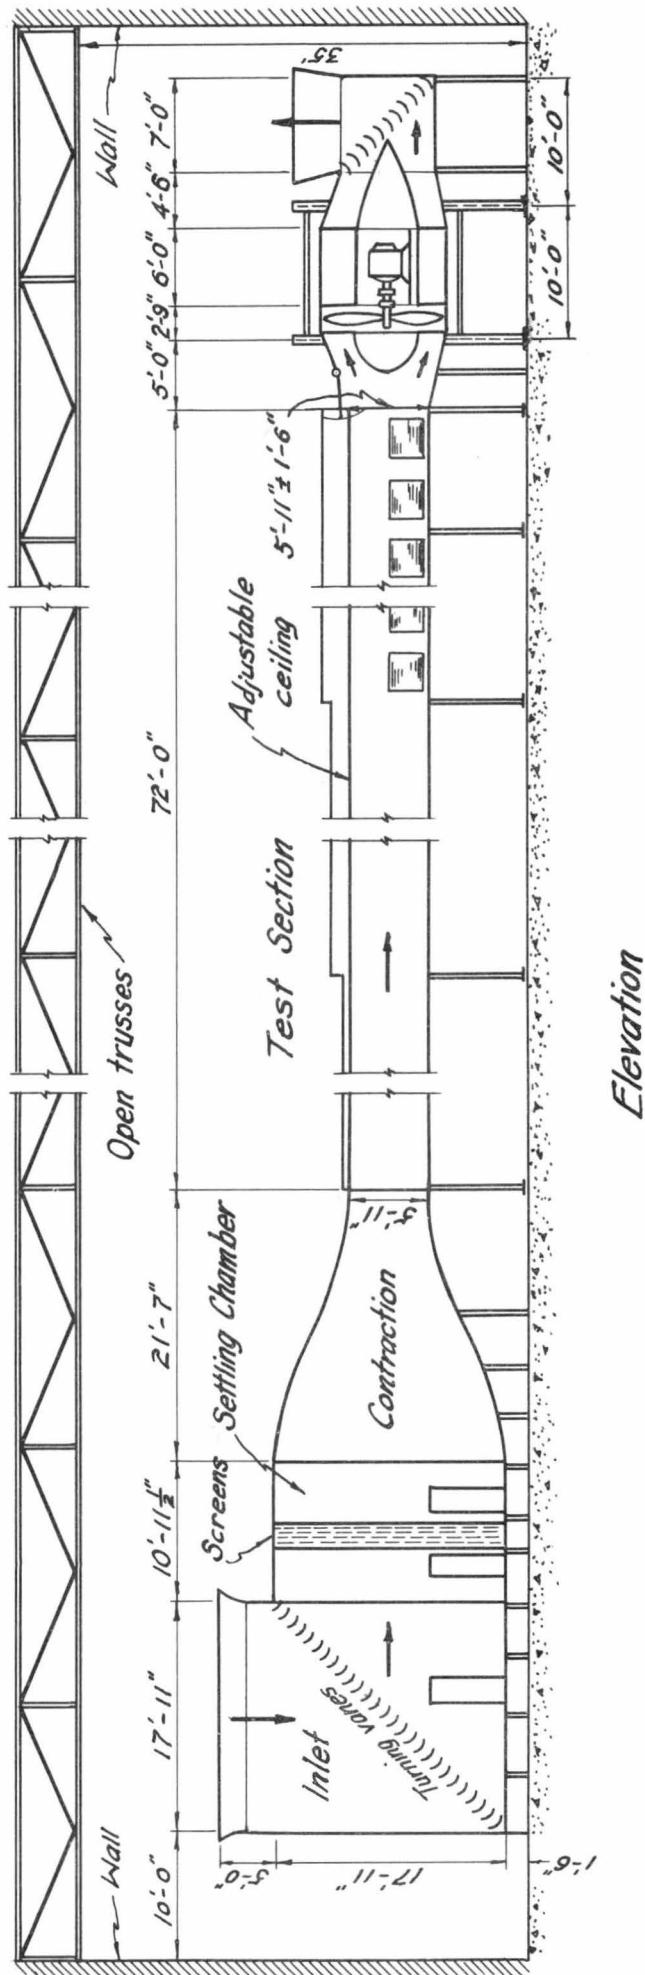 Wall
Wall
35'
10'-0"
17'-11"
10'-11½"
21'-7"
72'-0"
5'-0"
2'-9"
6'-0"
4'-6"
7'-0"
Open trusses
Inlet
Turning vanes
Screens
Settling Chamber
Contraction
5'-11"
Test Section
Adjustable
ceiling
5'-11" ± 1'-6"
5'-0"
17'-11"
1'-6"
10'-0"
10'-0"
Elevation